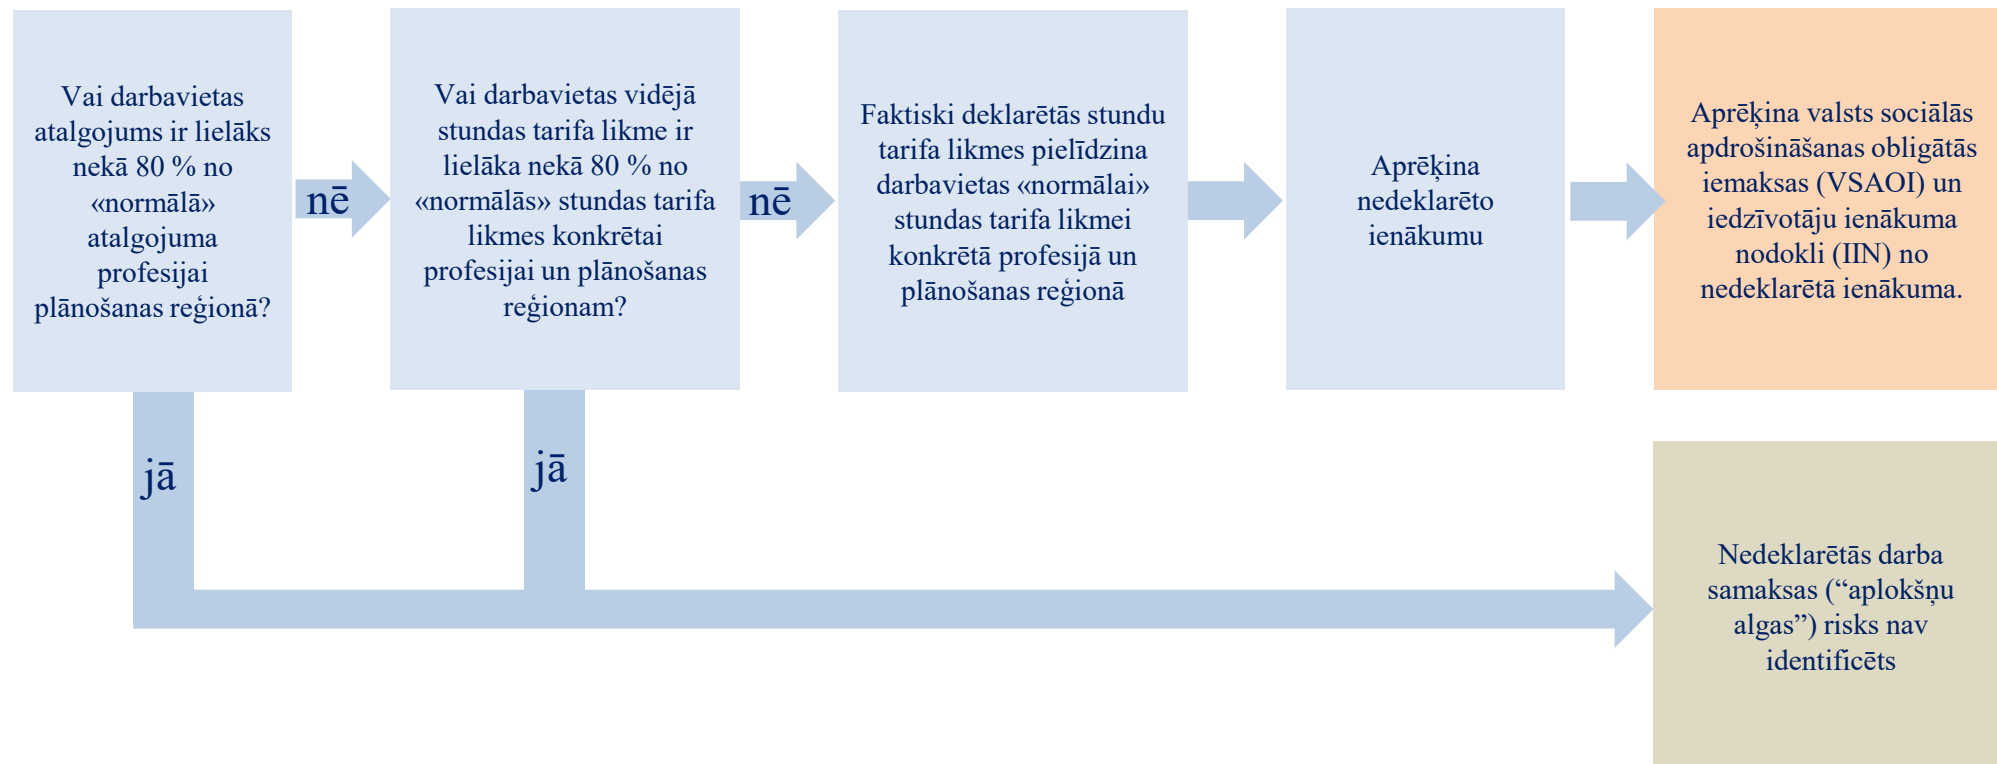 Vai darbavietas
atalgojums ir lielāks
nekā 80 % no
«normālā»
atalgojuma
profesijai
plānošanas reģionā?
nē
Vai darbavietas vidējā
stundas tarifa likme ir
lielāka nekā 80 % no
«normālās» stundas tarifa
likmes konkrētai
profesijai un plānošanas
reģionam?
nē
Faktiski deklarētās stundu
tarifa likmes pielīdzina
darbavietas «normālai»
stundas tarifa likmei
konkrētā profesijā un
plānošanas reģionā
Aprēķina
nedeklarēto
ienākumu
Aprēķina valsts sociālās
apdrošināšanas obligātās
iemaksas (VSAOI) un
iedzīvotāju ienākuma
nodokli (IIN) no
nedeklarētā ienākuma.
jā
jā
Nedeklarētās darba
samaksas (“aplokšņu
algas”) risks nav
identificēts